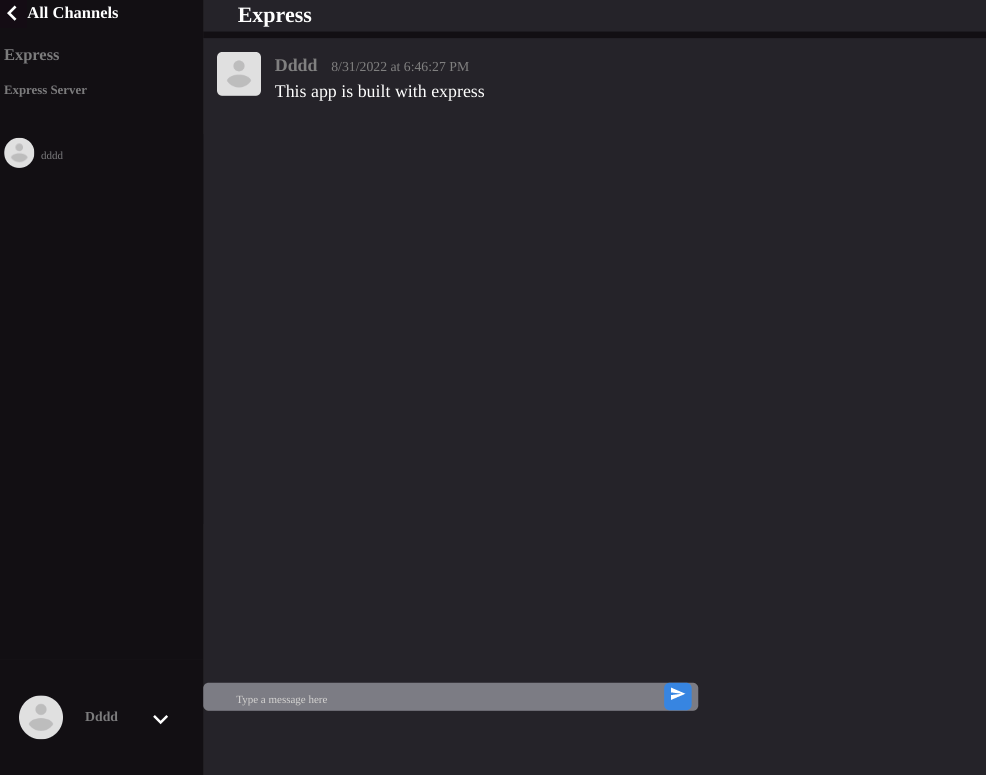 All Channels
Express
Express Server
dddd
Dddd
Express
Dddd 8/31/2022 at 6:46:27 PM
This app is built with express
Type a message here